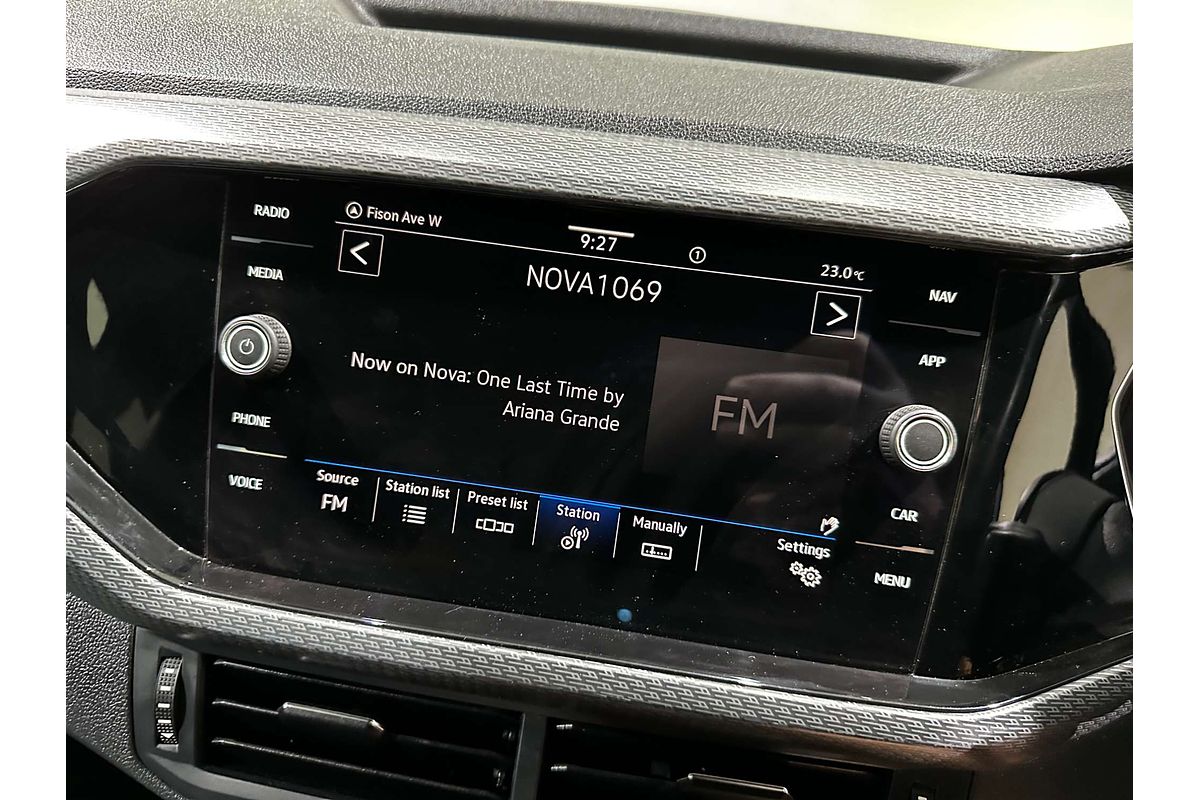 RADIO
MEDIA
PHONE
VOICE
Fison Ave W
9:27
1
23.0°C
NOVA1069
Now on Nova: One Last Time by
Ariana Grande
FM
Source
FM
Station list
Preset list
Station
Manually
Settings
NAV
APP
CAR
MENU